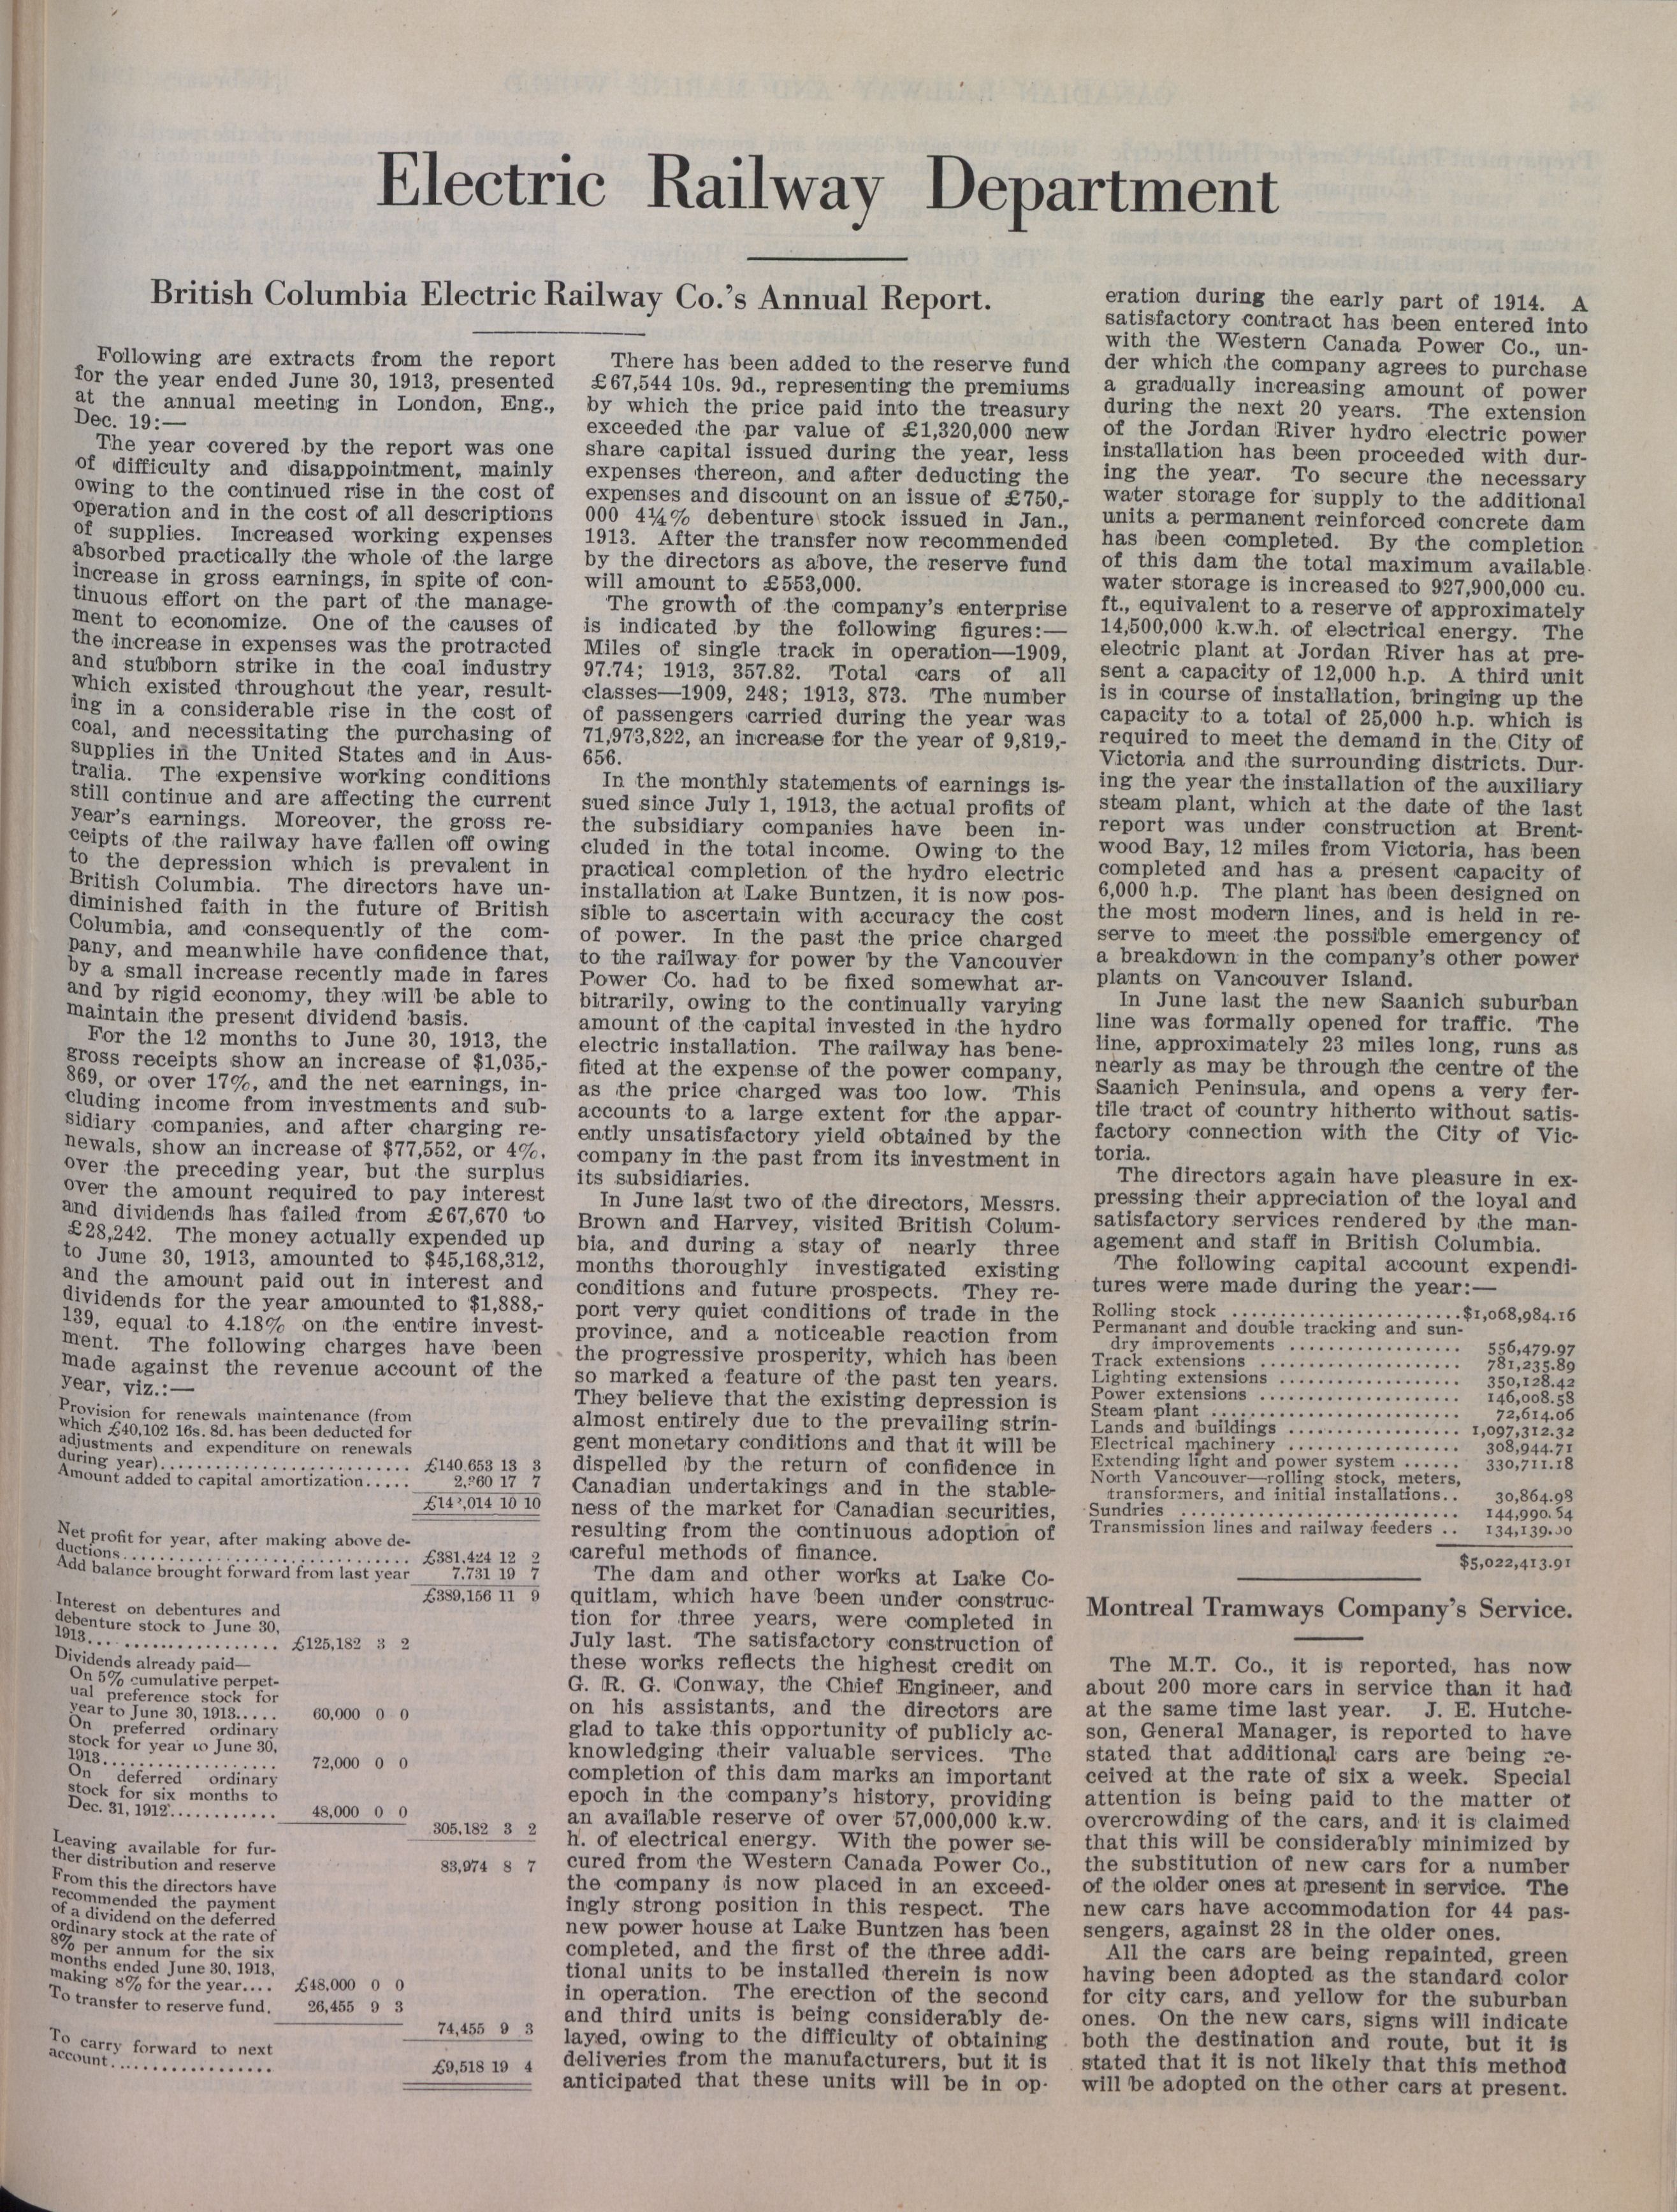 Electric Railway Department
British Columbia Electric Railway Co.'s Annual Report.
Following are extracts from the report
for the year ended June 30, 1913, presented
at the annual meeting in London, Eng.,
Dec. 19:—
The year covered by the report was one
of difficulty and disappointment, mainly
owing to the continued rise in the cost of
operation and in the cost of all descriptions
of supplies. Increased working expenses
absorbed practically the whole of the large
increase in gross earnings, in spite of con-
tinuous effort on the part of the manage-
ment to economize. One of the causes of
the increase in expenses was the protracted
and stubborn strike in the coal industry
which existed throughout the year, result-
ing in a considerable rise in the cost of
coal, and necessitating the purchasing of
supplies in the United States and in Aus-
tralia. The expensive working conditions
still continue and are affecting the current
year's earnings. Moreover, the gross re-
ceipts of the railway have fallen off owing
to the depression which is prevalent in
British Columbia. The directors have un-
diminished faith in the future of British
Columbia, and consequently of the com-
pany, and meanwhile have confidence that,
by a small increase recently made in fares
and by rigid economy, they will be able to
maintain the present dividend basis.
For the 12 months to June 30, 1913, the
gross receipts show an increase of $1,035,-
869, or over 17%, and the net earnings, in-
cluding income from investments and sub-
sidiary companies, and after charging re-
newals, show an increase of $77,552, or 4%,
over the preceding year, but the surplus
over the amount required to pay interest
and dividends has failed from £67,670 to
£28,242. The money actually expended up
to June 30, 1913, amounted to $45,168,312,
and the amount paid out in interest and
dividends for the year amounted to $1,888,-
139, equal to 4.18% on the entire invest-
ment. The following charges have been
made against the revenue account of the
year, viz.:—
Provision for renewals maintenance (from
which £40,102 16s. 8d. has been deducted for
adjustments and expenditure on renewals
during year).......................... £140,653 13 3
Amount added to capital amortization..... 2,360 17 7
£142,014 10 10
Net profit for year, after making above de-
ductions.............................. £381,424 12 2
Add balance brought forward from last year 7,731 19 7
£389,156 11 9
Interest on debentures and
debenture stock to June 30,
1913.................... £125,182 3 2
Dividends already paid—
On 5% cumulative perpet-
ual preference stock for
year to June 30, 1913..... 60,000 0 0
On preferred ordinary
stock for year to June 30,
1913................... 72,000 0 0
On deferred ordinary
stock for six months to
Dec. 31, 1912............ 48,000 0 0
305,182 3 2
Leaving available for fur-
ther distribution and reserve 83,974 8 7
From this the directors have
recommended the payment
of a dividend on the deferred
ordinary stock at the rate of
8% per annum for the six
months ended June 30, 1913,
making 8% for the year.... £48,000 0 0
To transfer to reserve fund. 26,455 9 3
74,455 9 3
To carry forward to next
account................. £9,518 19 4
There has been added to the reserve fund
£67,544 10s. 9d., representing the premiums
by which the price paid into the treasury
exceeded the par value of £1,320,000 new
share capital issued during the year, less
expenses thereon, and after deducting the
expenses and discount on an issue of £750,-
000 4¼% debenture stock issued in Jan.,
1913. After the transfer now recommended
by the directors as above, the reserve fund
will amount to £553,000.
The growth of the company's enterprise
is indicated by the following figures:—
Miles of single track in operation—1909,
97.74; 1913, 357.82. Total cars of all
classes—1909, 248; 1913, 873. The number
of passengers carried during the year was
71,973,822, an increase for the year of 9,819,-
656.
In the monthly statements of earnings is-
sued since July 1, 1913, the actual profits of
the subsidiary companies have been in-
cluded in the total income. Owing to the
practical completion of the hydro electric
installation at Lake Buntzen, it is now pos-
sible to ascertain with accuracy the cost
of power. In the past the price charged
to the railway for power by the Vancouver
Power Co. had to be fixed somewhat ar-
bitrarily, owing to the continually varying
amount of the capital invested in the hydro
electric installation. The railway has bene-
fited at the expense of the power company,
as the price charged was too low. This
accounts to a large extent for the appar-
ently unsatisfactory yield obtained by the
company in the past from its investment in
its subsidiaries.
In June last two of the directors, Messrs.
Brown and Harvey, visited British Colum-
bia, and during a stay of nearly three
months thoroughly investigated existing
conditions and future prospects. They re-
port very quiet conditions of trade in the
province, and a noticeable reaction from
the progressive prosperity, which has been
so marked a feature of the past ten years.
They believe that the existing depression is
almost entirely due to the prevailing strin-
gent monetary conditions and that it will be
dispelled by the return of confidence in
Canadian undertakings and in the stable-
ness of the market for Canadian securities,
resulting from the continuous adoption of
careful methods of finance.
The dam and other works at Lake Co-
quitlam, which have been under construc-
tion for three years, were completed in
July last. The satisfactory construction of
these works reflects the highest credit on
G. R. G. Conway, the Chief Engineer, and
on his assistants, and the directors are
glad to take this opportunity of publicly ac-
knowledging their valuable services. The
completion of this dam marks an important
epoch in the company's history, providing
an available reserve of over 57,000,000 k.w.
h. of electrical energy. With the power se-
cured from the Western Canada Power Co.,
the company is now placed in an exceed-
ingly strong position in this respect. The
new power house at Lake Buntzen has been
completed, and the first of the three addi-
tional units to be installed therein is now
in operation. The erection of the second
and third units is being considerably de-
layed, owing to the difficulty of obtaining
deliveries from the manufacturers, but it is
anticipated that these units will be in op-
eration during the early part of 1914. A
satisfactory contract has been entered into
with the Western Canada Power Co., un-
der which the company agrees to purchase
a gradually increasing amount of power
during the next 20 years. The extension
of the Jordan River hydro electric power
installation has been proceeded with dur-
ing the year. To secure the necessary
water storage for supply to the additional
units a permanent reinforced concrete dam
has been completed. By the completion
of this dam the total maximum available
water storage is increased to 927,900,000 cu.
ft., equivalent to a reserve of approximately
14,500,000 k.w.h. of electrical energy. The
electric plant at Jordan River has at pre-
sent a capacity of 12,000 h.p. A third unit
is in course of installation, bringing up the
capacity to a total of 25,000 h.p. which is
required to meet the demand in the City of
Victoria and the surrounding districts. Dur-
ing the year the installation of the auxiliary
steam plant, which at the date of the last
report was under construction at Brent-
wood Bay, 12 miles from Victoria, has been
completed and has a present capacity of
6,000 h.p. The plant has been designed on
the most modern lines, and is held in re-
serve to meet the possible emergency of
a breakdown in the company's other power
plants on Vancouver Island.
In June last the new Saanich suburban
line was formally opened for traffic. The
line, approximately 23 miles long, runs as
nearly as may be through the centre of the
Saanich Peninsula, and opens a very fer-
tile tract of country hitherto without satis-
factory connection with the City of Vic-
toria.
The directors again have pleasure in ex-
pressing their appreciation of the loyal and
satisfactory services rendered by the man-
agement and staff in British Columbia.
The following capital account expendi-
tures were made during the year:—
Rolling stock ........................$1,068,984.16
Permanant and double tracking and sun-
dry improvements ................. 556,479.97
Track extensions .................... 781,235.89
Lighting extensions .................. 350,128.42
Power extensions .................... 146,008.58
Steam plant ......................... 72,614.06
Lands and buildings ................. 1,097,312.32
Electrical machinery ................. 308,944.71
Extending light and power system ...... 330,711.18
North Vancouver—rolling stock, meters,
transformers, and initial installations.. 30,864.98
Sundries ............................ 144,990.54
Transmission lines and railway feeders .. 134,139.00
$5,022,413.91
Montreal Tramways Company's Service.
The M.T. Co., it is reported, has now
about 200 more cars in service than it had
at the same time last year. J. E. Hutche-
son, General Manager, is reported to have
stated that additional cars are being re-
ceived at the rate of six a week. Special
attention is being paid to the matter of
overcrowding of the cars, and it is claimed
that this will be considerably minimized by
the substitution of new cars for a number
of the older ones at present in service. The
new cars have accommodation for 44 pas-
sengers, against 28 in the older ones.
All the cars are being repainted, green
having been adopted as the standard color
for city cars, and yellow for the suburban
ones. On the new cars, signs will indicate
both the destination and route, but it is
stated that it is not likely that this method
will be adopted on the other cars at present.